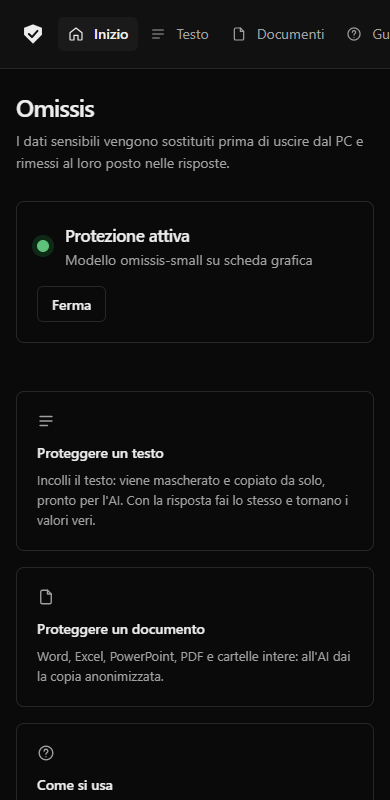 Inizio
Testo
Documenti
Gu
Omissis
I dati sensibili vengono sostituiti prima di uscire dal PC e
rimessi al loro posto nelle risposte.
Protezione attiva
Modello omissis-small su scheda grafica
Ferma
Proteggere un testo
Incolli il testo: viene mascherato e copiato da solo,
pronto per l'AI. Con la risposta fai lo stesso e tornano i
valori veri.
Proteggere un documento
Word, Excel, PowerPoint, PDF e cartelle intere: all'AI dai
la copia anonimizzata.
Come si usa